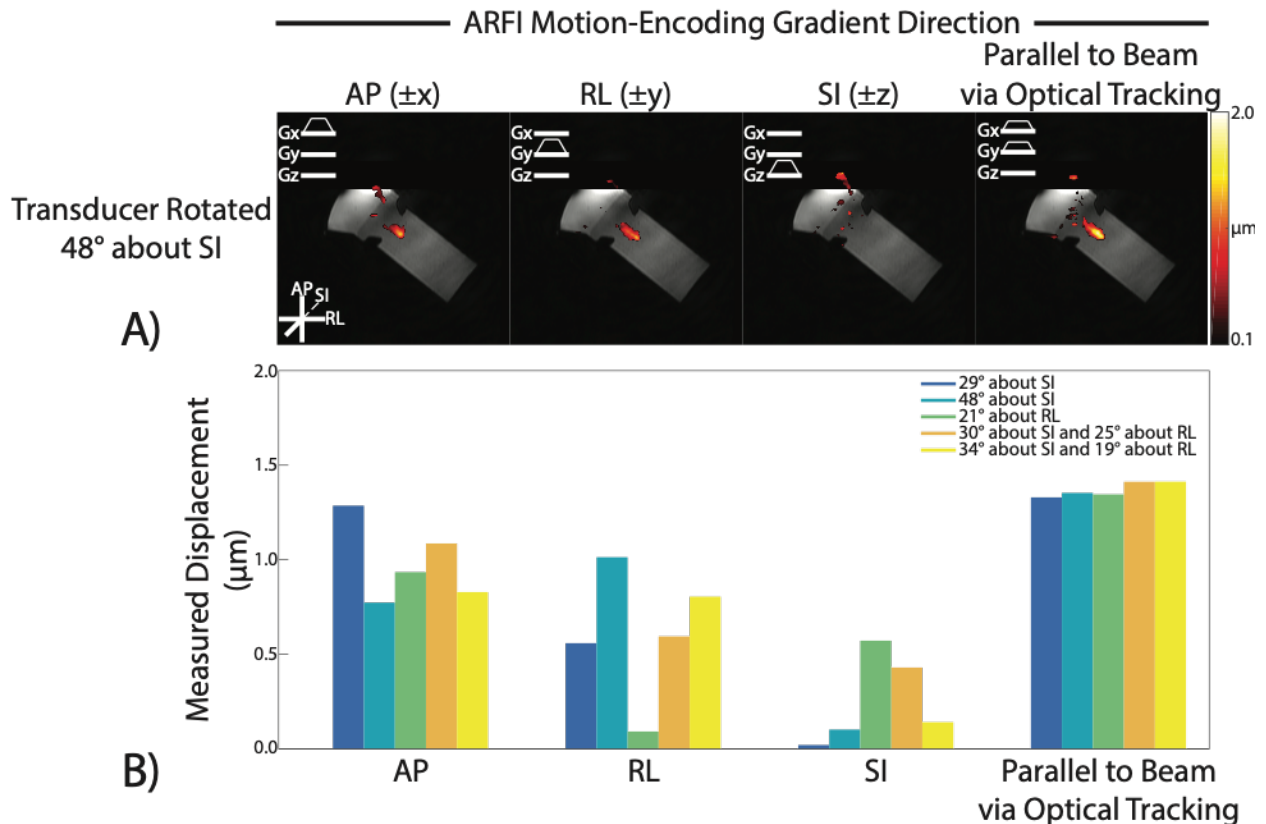 ARFI Motion-Encoding Gradient Direction
AP (±x)
RL (±y)
SI (±z)
Parallel to Beam
via Optical Tracking
Transducer Rotated
48° about SI
Gx
Gy
Gz
Gx
Gy
Gz
Gx
Gy
Gz
Gx
Gy
Gz
AP
SI
RL
2.0
µm
0.1
A)
2.0
1.5
1.0
0.5
0.0
Measured Displacement
(µm)
29° about SI
48° about SI
21° about RL
30° about SI and 25° about RL
34° about SI and 19° about RL
B)
AP
RL
SI
Parallel to Beam
via Optical Tracking